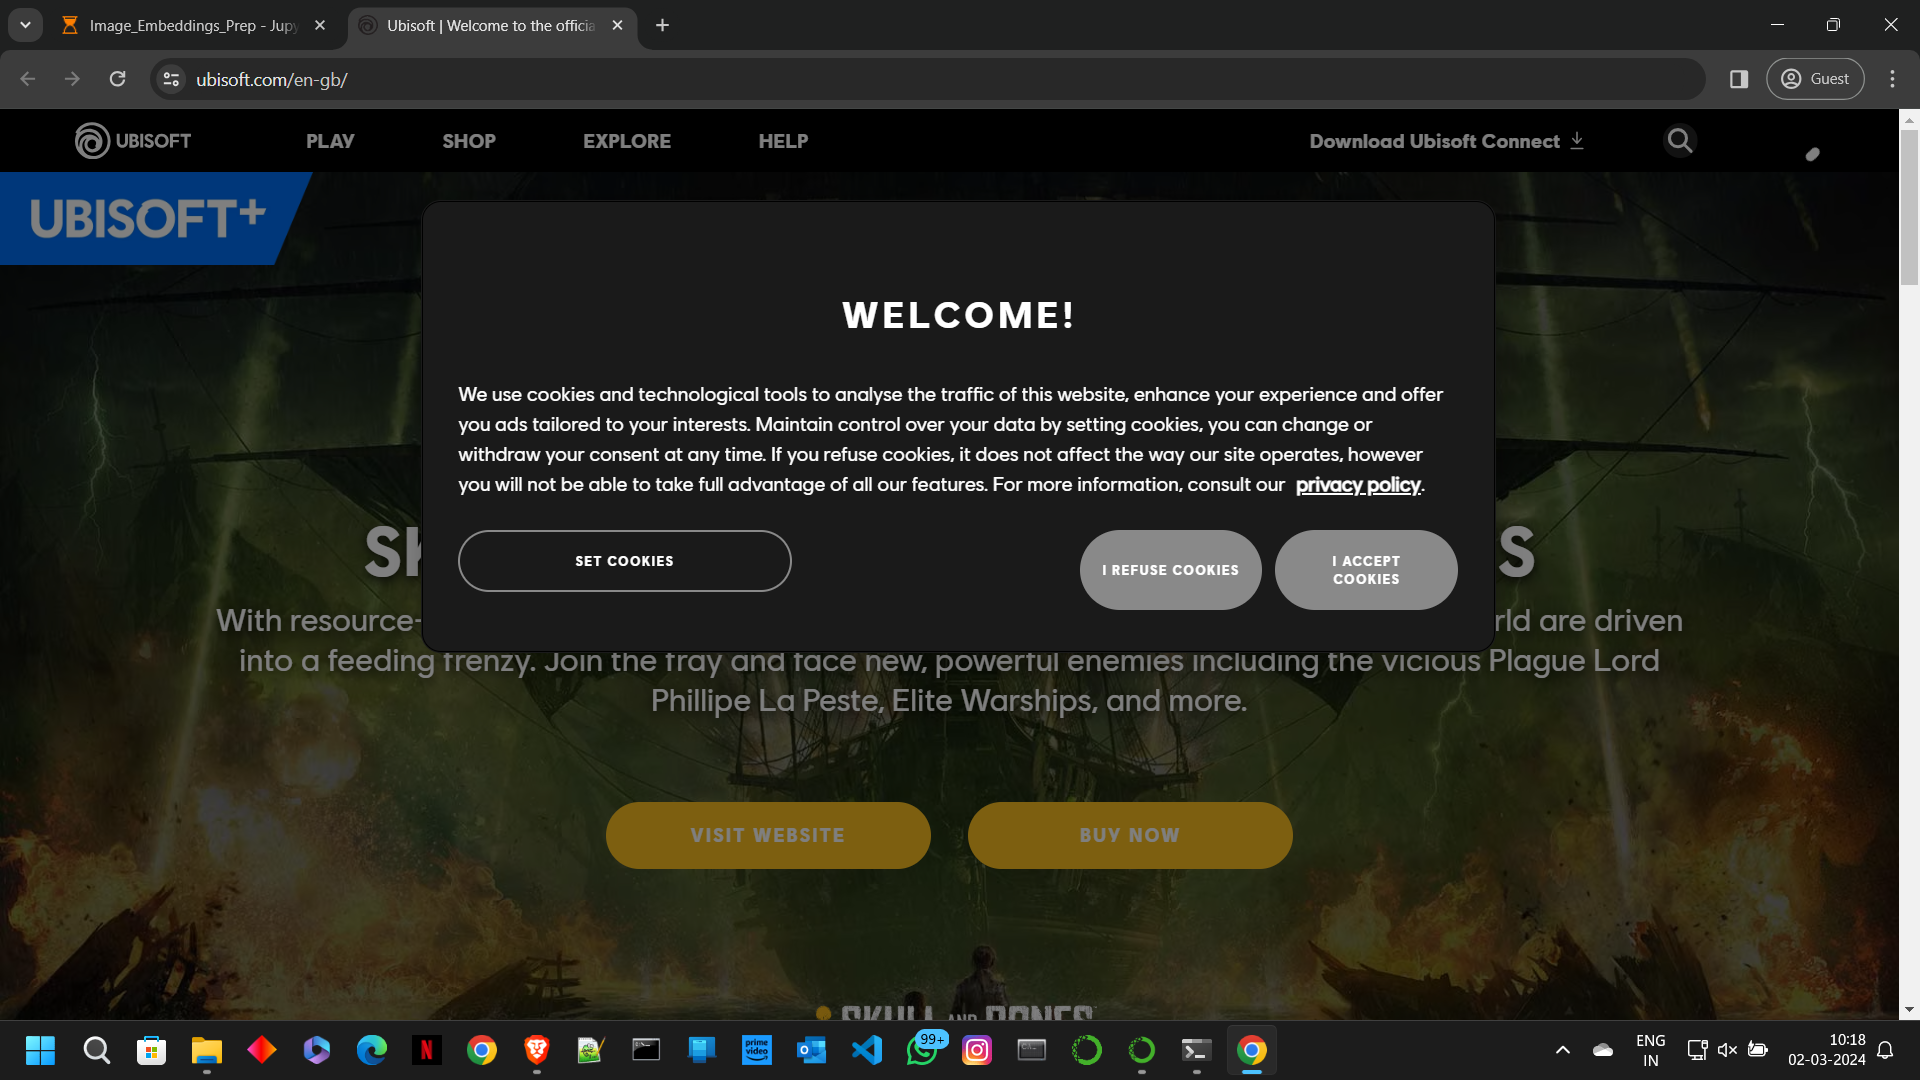 Image_Embeddings_Prep - Jupy
Ubisoft | Welcome to the officia
ubisoft.com/en-gb/
Guest
UBISOFT
PLAY
SHOP
EXPLORE
HELP
Download Ubisoft Connect
UBISOFT+
WELCOME!
We use cookies and technological tools to analyse the traffic of this website, enhance your experience and offer
you ads tailored to your interests. Maintain control over your data by setting cookies, you can change or
withdraw your consent at any time. If you refuse cookies, it does not affect the way our site operates, however
you will not be able to take full advantage of all our features. For more information, consult our privacy policy.
SET COOKIES
I REFUSE COOKIES
I ACCEPT
COOKIES
S
With resource-
are driven
into a feeding frenzy. Join the fray and face new, powerful enemies including the vicious Plague Lord
Phillipe La Peste, Elite Warships, and more.
VISIT WEBSITE
BUY NOW
SKULL AND BONES
prime
video
99+
ENG
IN
10:18
02-03-2024